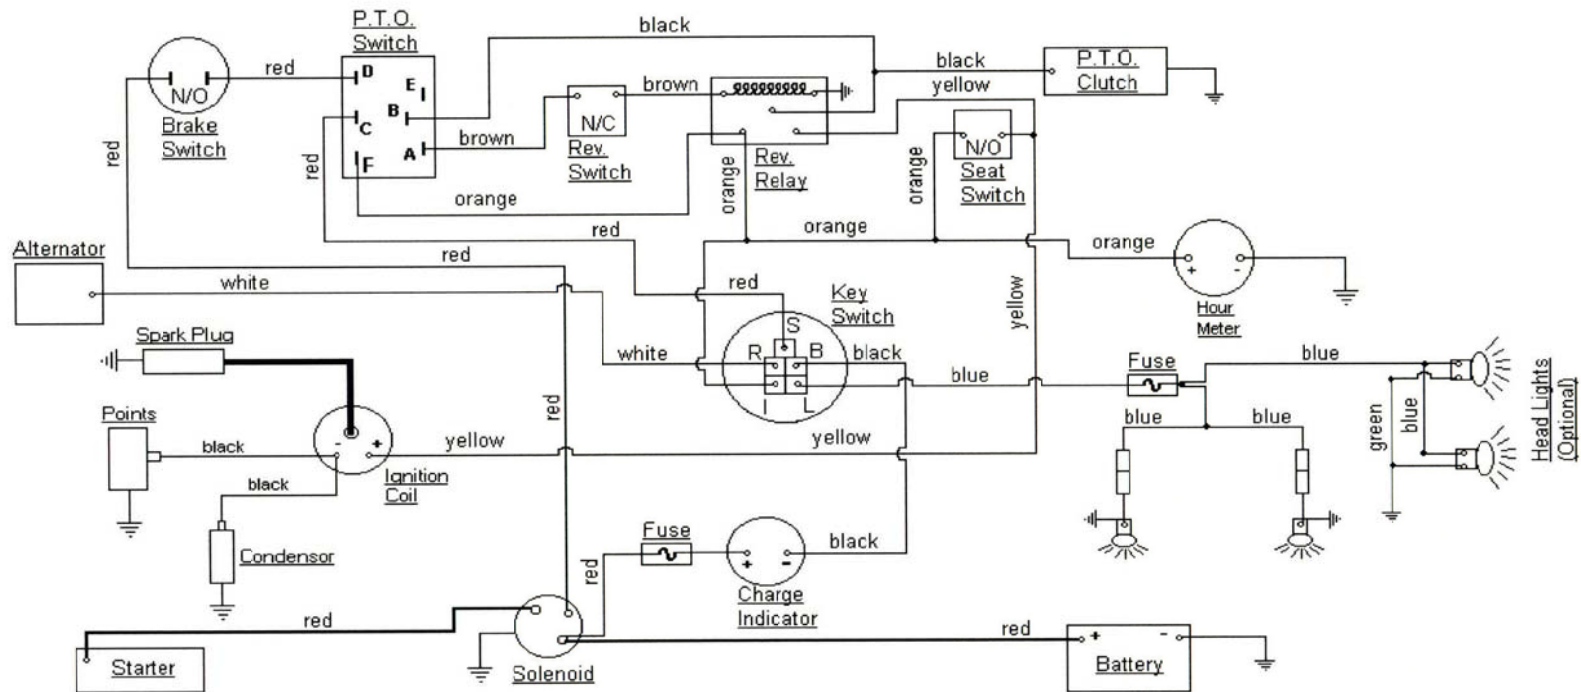 P.T.O.
Switch
black
black
P.T.O.
Clutch
red
D
E
N/O
Brake
Switch
C
B
A
F
brown
brown
N/C
Rev.
Switch
Rev.
Relay
yellow
N/O
Seat
Switch
red
red
orange
orange
orange
orange
orange
red
red
Alternator
white
red
Key
Switch
yellow
+
-
Hour
Meter
Spark Plug
white
S
R
B
I
L
black
blue
Fuse
blue
Points
black
-
+
Ignition
Coil
yellow
red
yellow
blue
blue
green
blue
Head Lights
(Optional)
black
Condensor
Fuse
+
-
black
Charge
Indicator
red
red
Starter
Solenoid
red
+
-
Battery